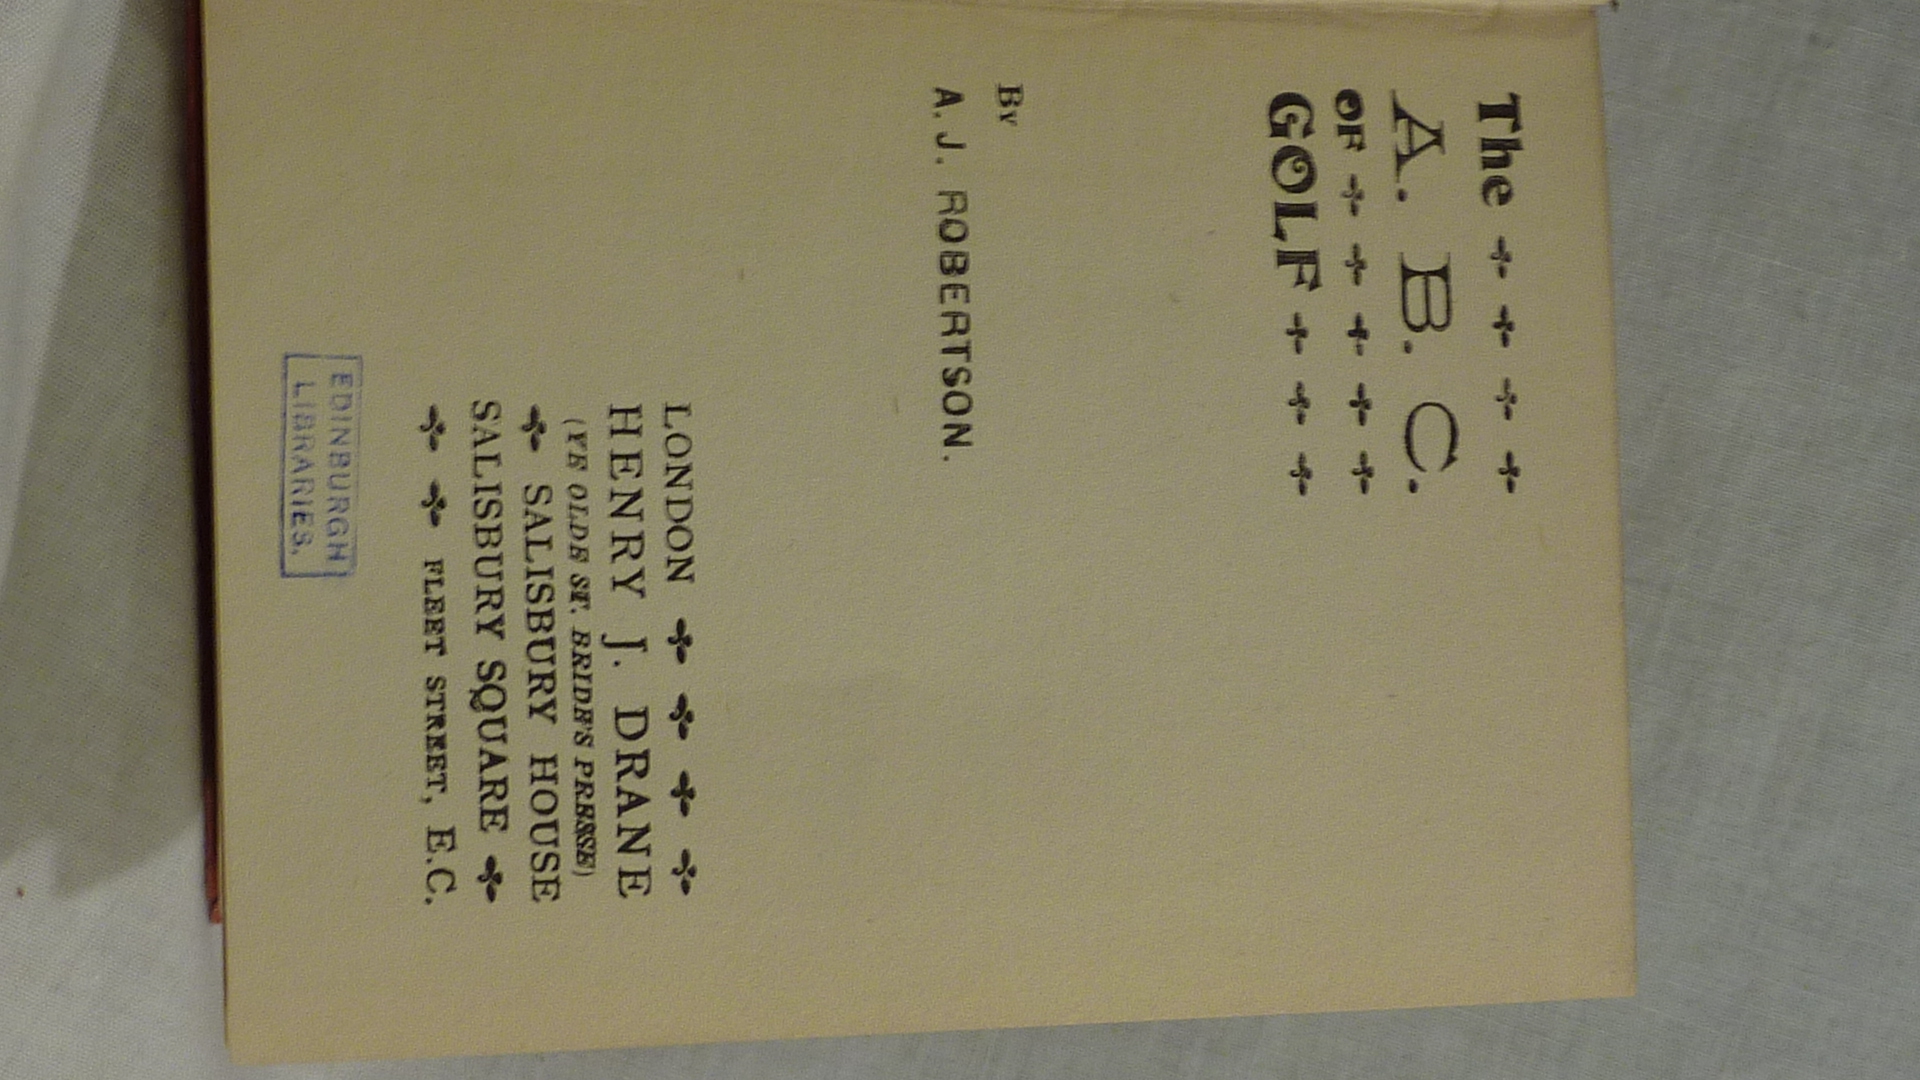 The
A. B. C.
OF
GOLF
By
A. J. ROBERTSON.
LONDON
HENRY J. DRANE
(YE OLDE ST. BRIDE'S PRESSE)
SALISBURY HOUSE
SALISBURY SQUARE
FLEET STREET, E.C.
EDINBURGH
LIBRARIES.